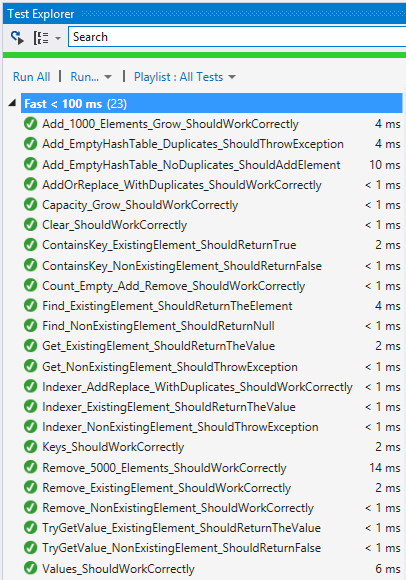 Test Explorer
Search
Run All | Run... | Playlist : All Tests
Fast < 100 ms (23)
Add_1000_Elements_Grow_ShouldWorkCorrectly 4 ms
Add_EmptyHashTable_Duplicates_ShouldThrowException 4 ms
Add_EmptyHashTable_NoDuplicates_ShouldAddElement 10 ms
AddOrReplace_WithDuplicates_ShouldWorkCorrectly < 1 ms
Capacity_Grow_ShouldWorkCorrectly < 1 ms
Clear_ShouldWorkCorrectly < 1 ms
ContainsKey_ExistingElement_ShouldReturnTrue 2 ms
ContainsKey_NonExistingElement_ShouldReturnFalse < 1 ms
Count_Empty_Add_Remove_ShouldWorkCorrectly < 1 ms
Find_ExistingElement_ShouldReturnTheElement 4 ms
Find_NonExistingElement_ShouldReturnNull < 1 ms
Get_ExistingElement_ShouldReturnTheValue 2 ms
Get_NonExistingElement_ShouldThrowException < 1 ms
Indexer_AddReplace_WithDuplicates_ShouldWorkCorrectly < 1 ms
Indexer_ExistingElement_ShouldReturnTheValue < 1 ms
Indexer_NonExistingElement_ShouldThrowException < 1 ms
Keys_ShouldWorkCorrectly 2 ms
Remove_5000_Elements_ShouldWorkCorrectly 14 ms
Remove_ExistingElement_ShouldWorkCorrectly 2 ms
Remove_NonExistingElement_ShouldWorkCorrectly < 1 ms
TryGetValue_ExistingElement_ShouldReturnTheValue < 1 ms
TryGetValue_NonExistingElement_ShouldReturnFalse < 1 ms
Values_ShouldWorkCorrectly 6 ms